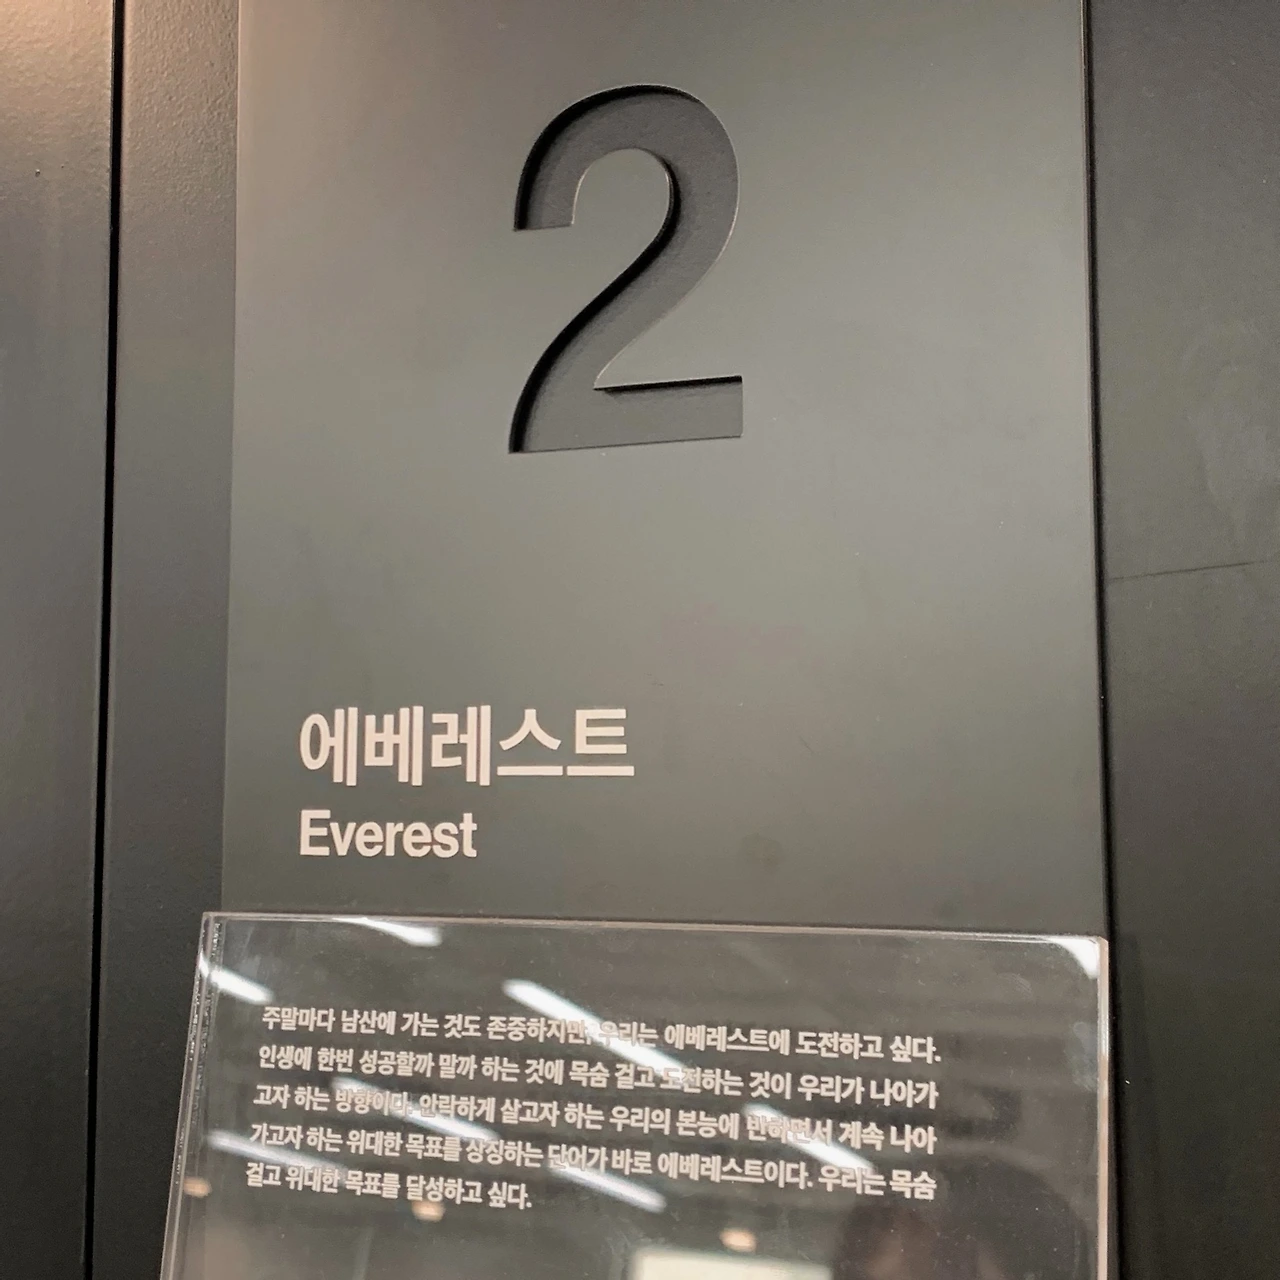 2
에베레스트
Everest
주말마다 남산에 가는 것도 존중하지만, 우리는 에베레스트에 도전하고 싶다.
인생에 한번 성공할까 말까 하는 것에 목숨 걸고 도전하는 것이 우리가 나아가
고자 하는 방향이다. 안락하게 살고자 하는 우리의 본능에 반하면서 계속 나아
가고자 하는 위대한 목표를 상징하는 단어가 바로 에베레스트이다. 우리는 목숨
걸고 위대한 목표를 달성하고 싶다.